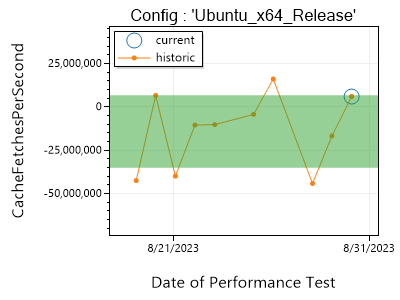 Config : 'Ubuntu_x64_Release'
current
historic
CacheFetchesPerSecond
25,000,000
0
-25,000,000
-50,000,000
8/21/2023
8/31/2023
Date of Performance Test